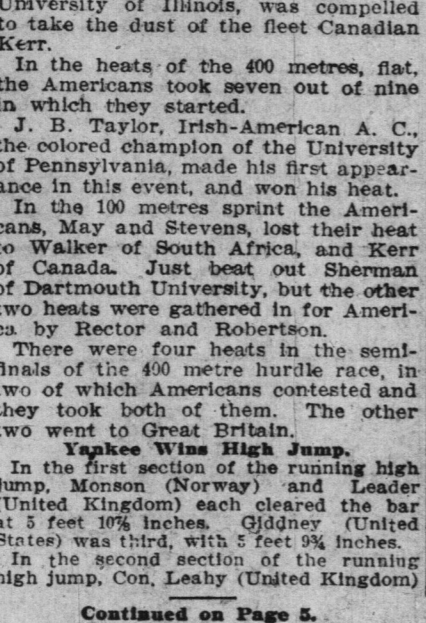 University of Illinois, was compelled
to take the dust of the fleet Canadian
Kerr.
In the heats of the 400 metres, flat,
the Americans took seven out of nine
in which they started.
J. B. Taylor, Irish-American A. C.,
the colored champion of the University
of Pennsylvania, made his first appear-
ance in this event, and won his heat.
In the 100 metres sprint the Ameri-
cans, May and Stevens, lost their heat
to Walker of South Africa, and Kerr
of Canada. Just beat out Sherman
of Dartmouth University, but the other
two heats were gathered in for Ameri-
ca by Rector and Robertson.
There were four heats in the semi-
finals of the 400 metre hurdle race, in
two of which Americans contested and
they took both of them. The other
two went to Great Britain.
Yankee Wins High Jump.
In the first section of the running high
jump, Monson (Norway) and Leader
(United Kingdom) each cleared the bar
at 5 feet 10⅞ inches. Giddney (United
States) was third, with 5 feet 9¾ inches.
In the second section of the running
high jump, Con. Leahy (United Kingdom)
Continued on Page 5.